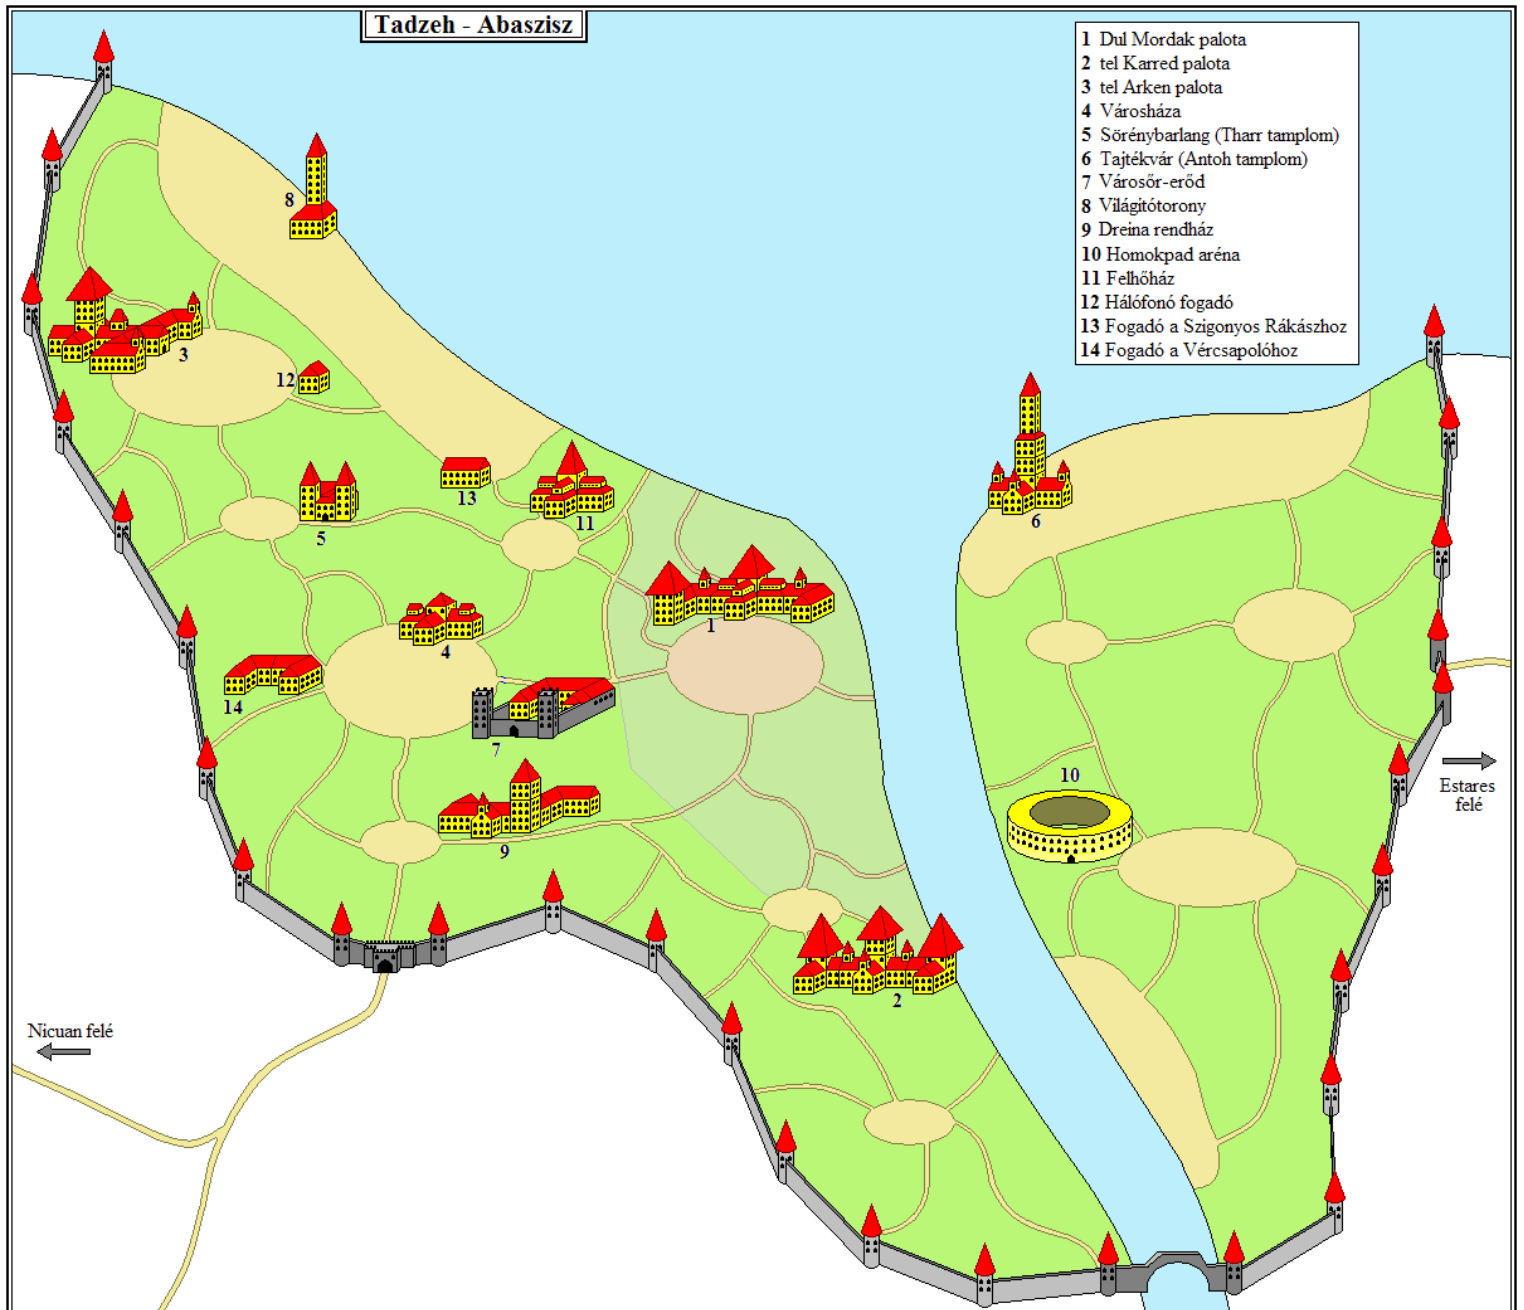 Tadzeh - Abaszisz
1 Dul Mordak palota
2 tel Karred palota
3 tel Arken palota
4 Városháza
5 Sörénybarlang (Tharr tamplom)
6 Tajtékvár (Antoh tamplom)
7 Városőr-erőd
8 Világítótorony
9 Dreina rendház
10 Homokpad aréna
11 Felhőház
12 Hálófonó fogadó
13 Fogadó a Szigonyos Rákászhoz
14 Fogadó a Vércsapolóhoz
8
3
12
13
11
6
5
1
4
14
7
10
Estares
felé
9
2
Nicuan felé